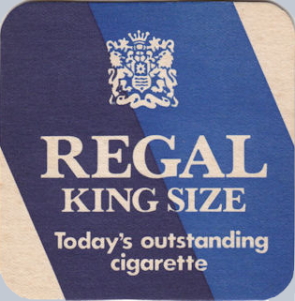 REGAL
KING SIZE
Today's outstanding
cigarette